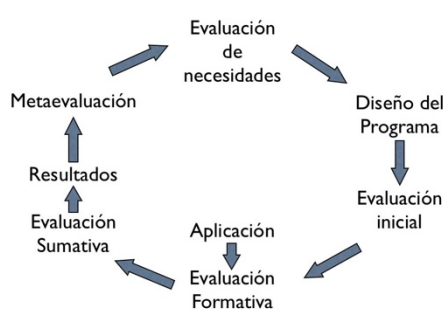 Evaluación
de
necesidades
Diseño del
Programa
Evaluación
inicial
Aplicación
Evaluación
Formativa
Evaluación
Sumativa
Resultados
Metaevaluación